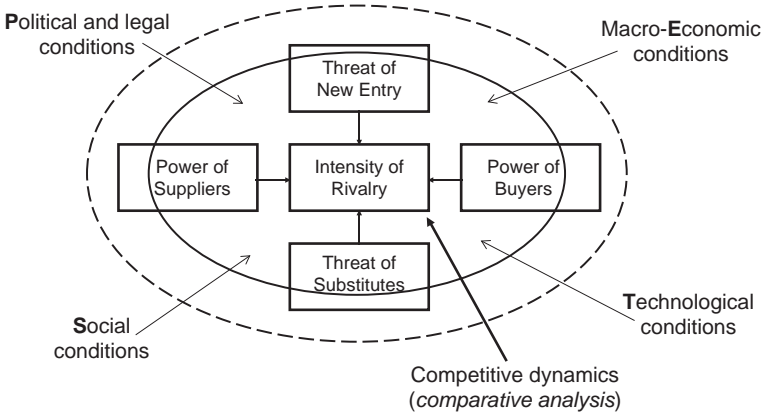 Political and legal
conditions
Macro-Economic
conditions
Threat of
New Entry
Power of
Suppliers
Intensity of
Rivalry
Power of
Buyers
Threat of
Substitutes
Social
conditions
Technological
conditions
Competitive dynamics
(comparative analysis)